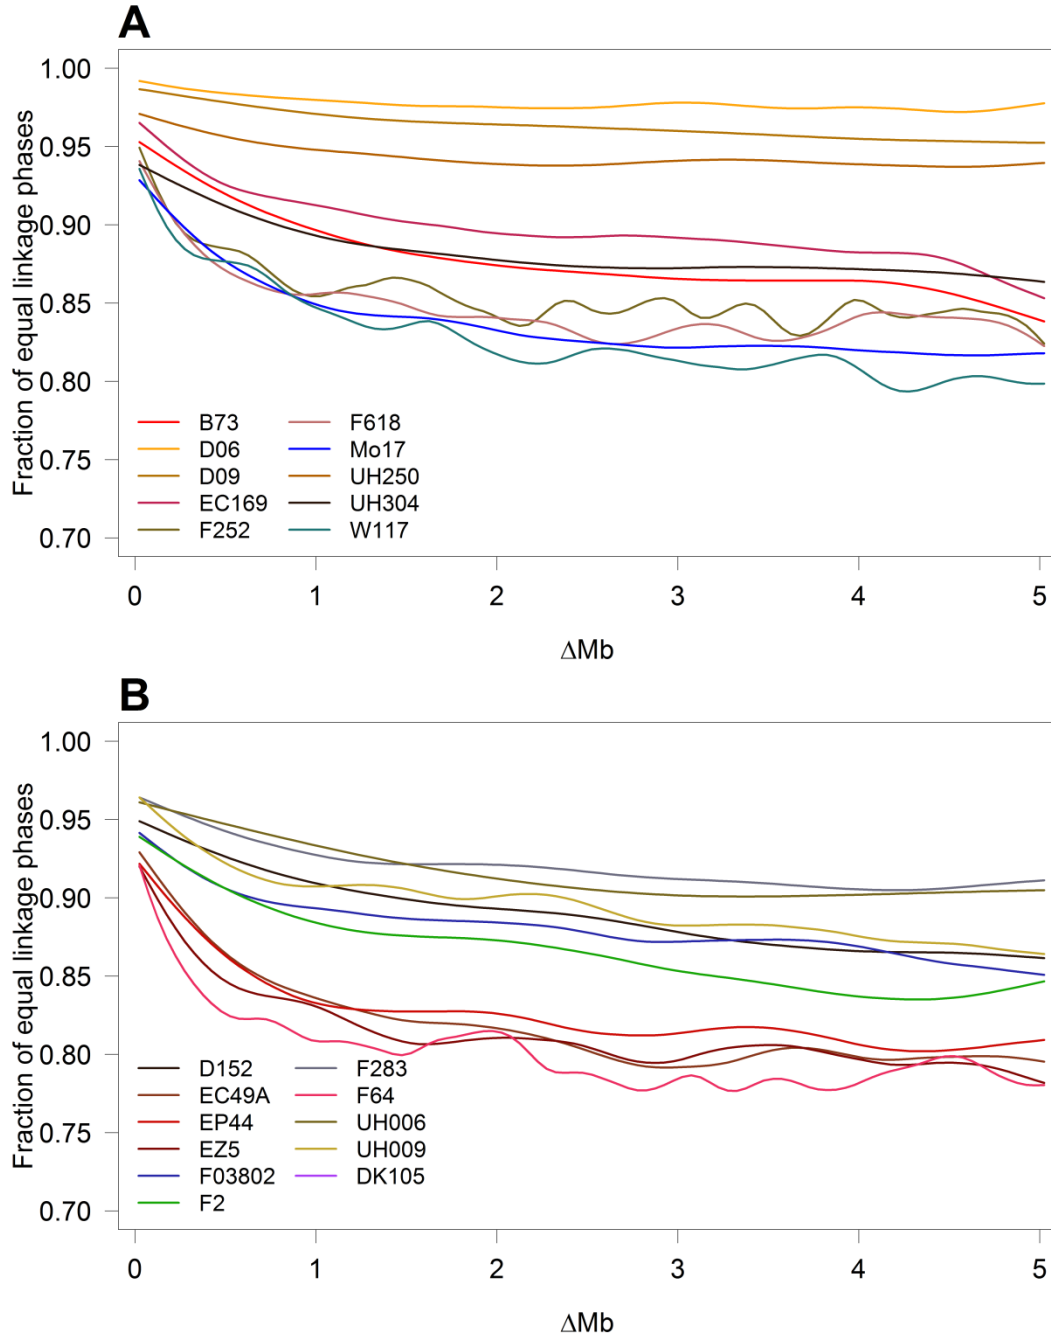 A
Fraction of equal linkage phases
1.00
0.95
0.90
0.85
0.80
0.75
0.70
B73
D06
D09
EC169
F252
F618
Mo17
UH250
UH304
W117
0 1 2 3 4 5
ΔMb
B
Fraction of equal linkage phases
1.00
0.95
0.90
0.85
0.80
0.75
0.70
D152
EC49A
EP44
EZ5
F03802
F2
F283
F64
UH006
UH009
DK105
0 1 2 3 4 5
ΔMb